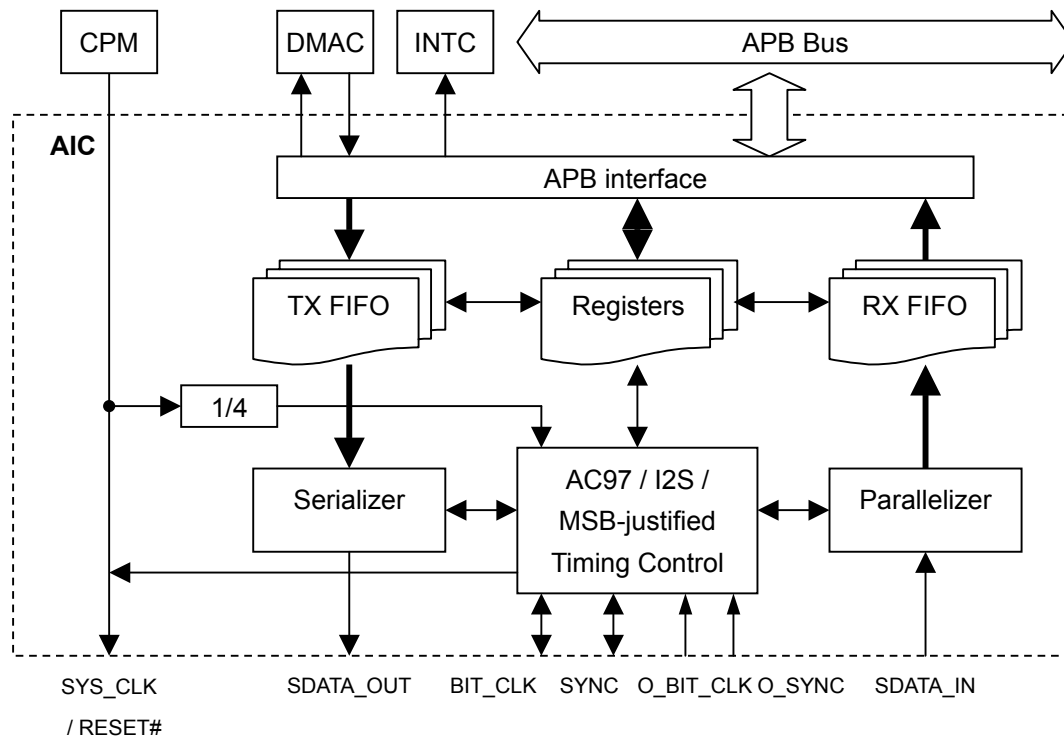 CPM
DMAC
INTC
APB Bus
AIC
APB interface
TX FIFO
Registers
RX FIFO
1/4
Serializer
AC97 / I2S /
MSB-justified
Timing Control
Parallelizer
SYS_CLK
/ RESET#
SDATA_OUT
BIT_CLK
SYNC
O_BIT_CLK
O_SYNC
SDATA_IN